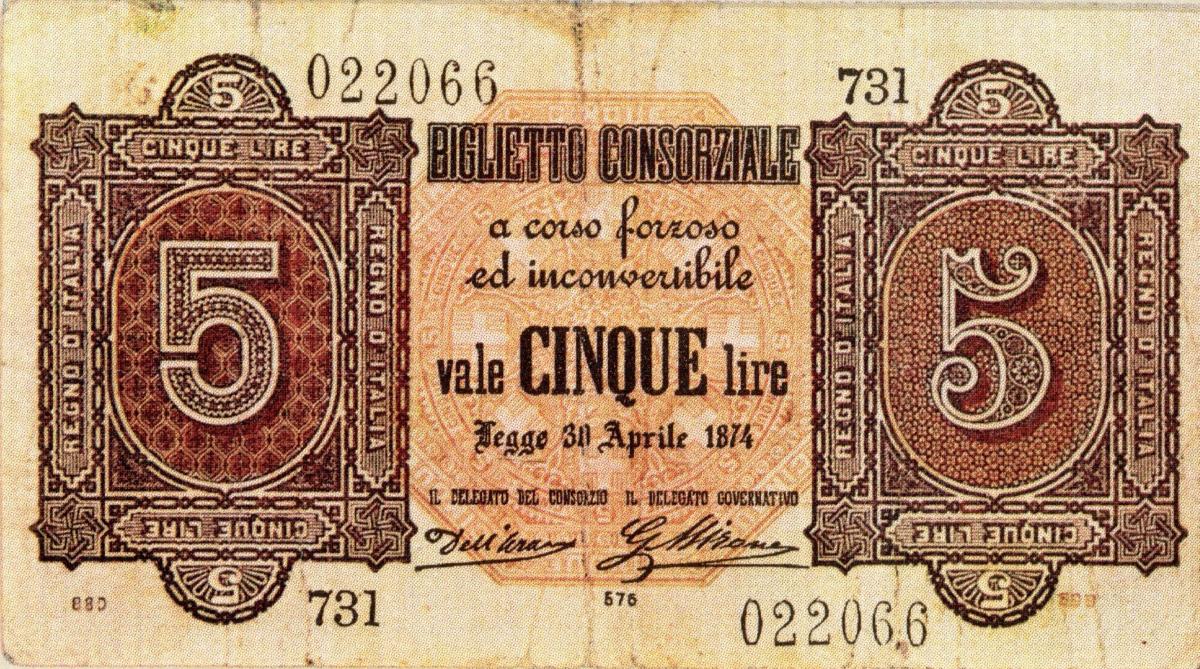 022066
731
5
CINQUE LIRE
REGNO D'ITALIA
5
REGNO D'ITALIA
CINQUE LIRE
5
BIGLIETTO CONSORZIALE
a corso forzoso
ed inconvertibile
vale CINQUE lire
Legge 30 Aprile 1874
IL DELEGATO DEL CONSORZIO IL DELEGATO GOVERNATIVO
5
CINQUE LIRE
REGNO D'ITALIA
5
REGNO D'ITALIA
CINQUE LIRE
5
731
576
022066